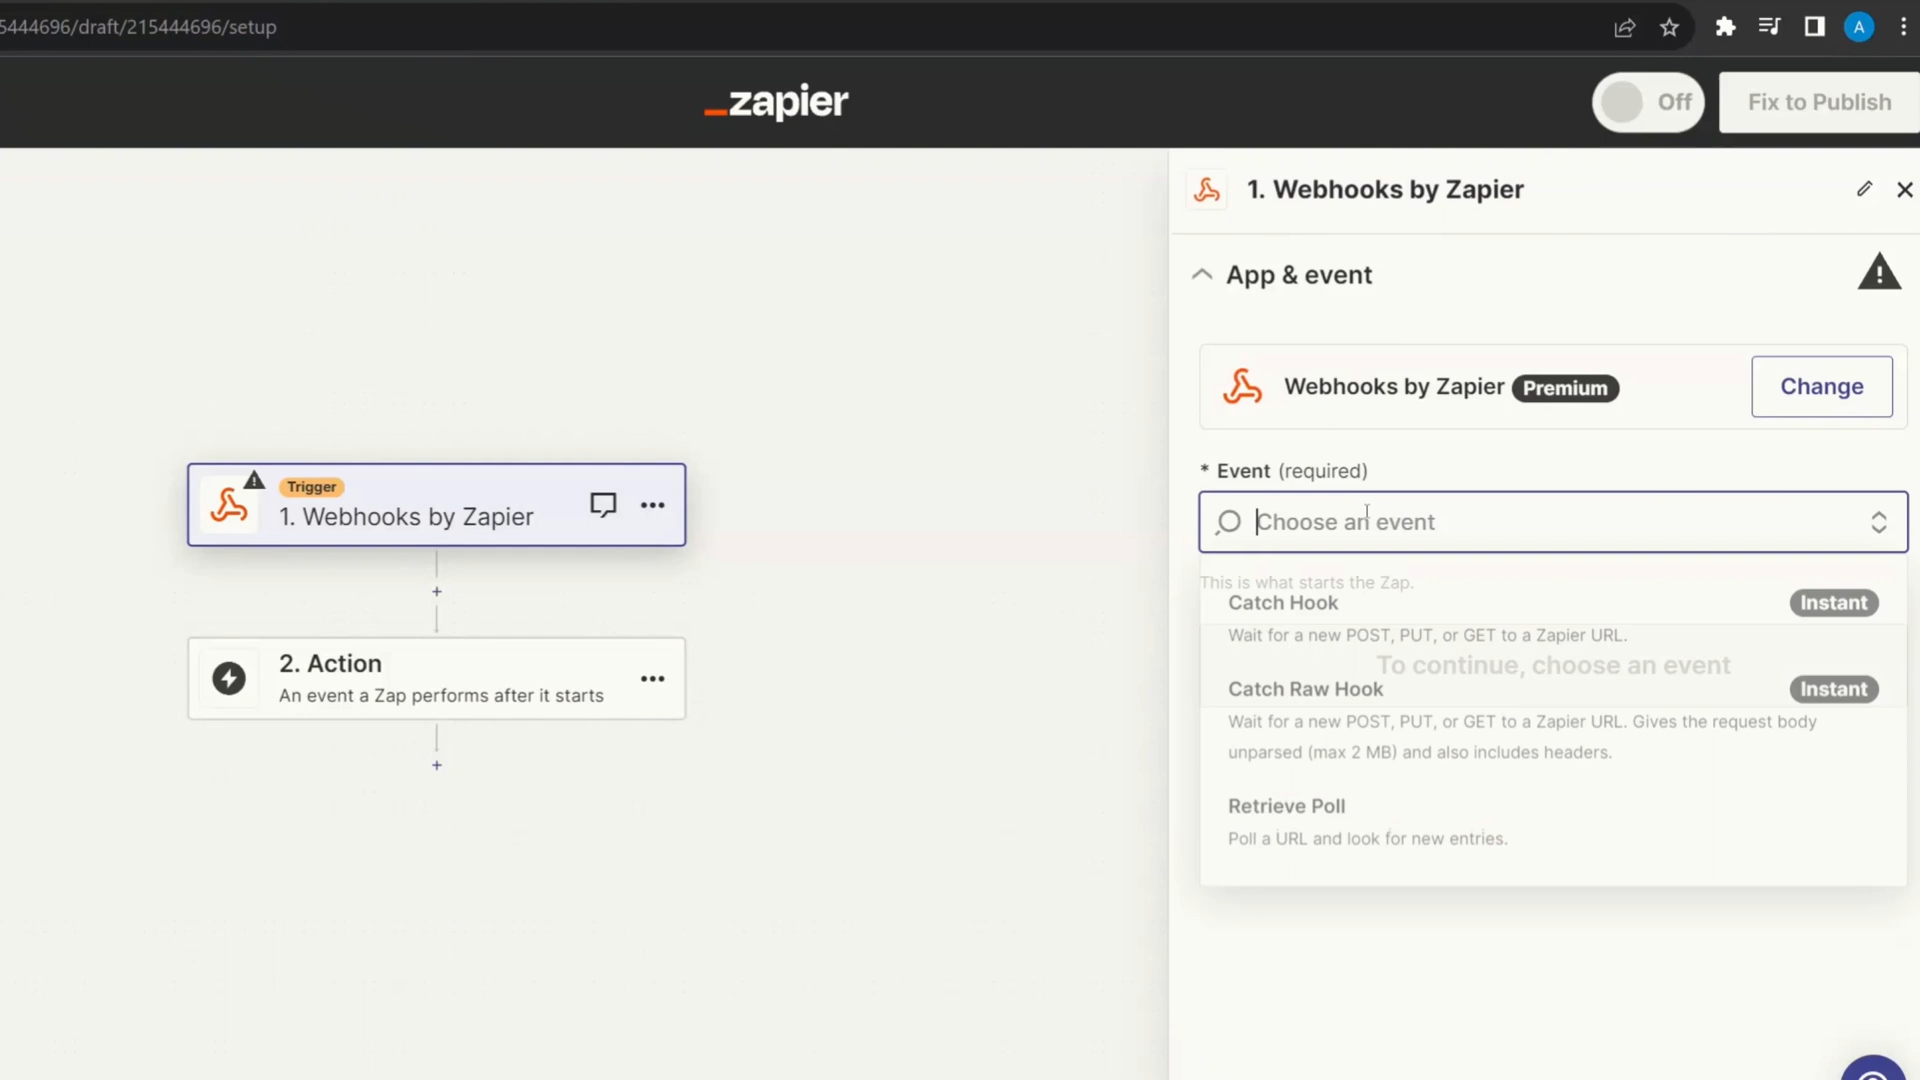 5444696/draft/215444696/setup
A
zapier
Off
Fix to Publish
1. Webhooks by Zapier
App & event
Webhooks by Zapier Premium
Change
* Event (required)
Choose an event
This is what starts the Zap.
Catch Hook
Instant
Wait for a new POST, PUT, or GET to a Zapier URL.
To continue, choose an event
Catch Raw Hook
Instant
Wait for a new POST, PUT, or GET to a Zapier URL. Gives the request body
unparsed (max 2 MB) and also includes headers.
Retrieve Poll
Poll a URL and look for new entries.
Trigger
1. Webhooks by Zapier
2. Action
An event a Zap performs after it starts